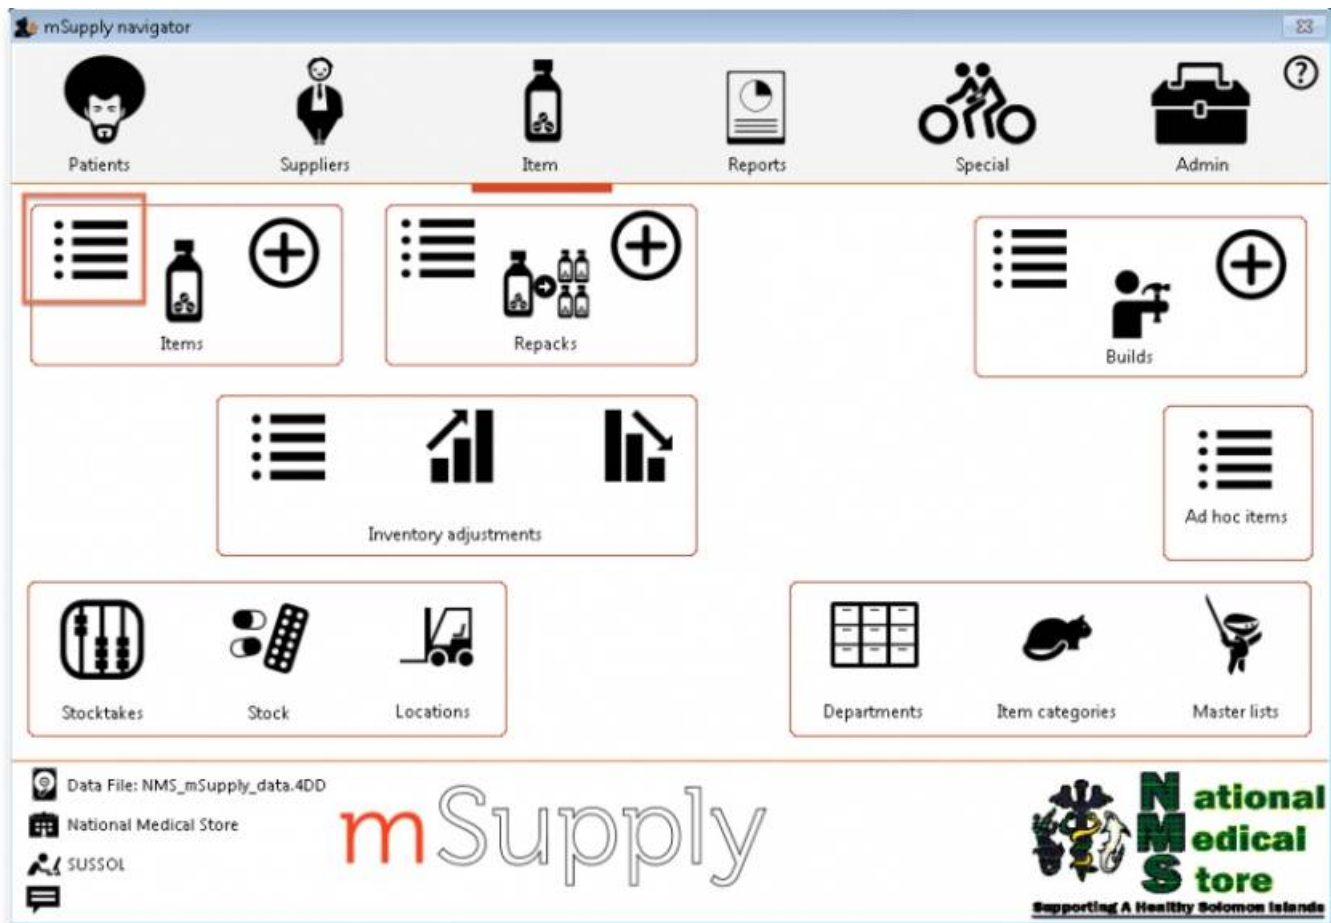 mSupply navigator
Patients
Suppliers
Item
Reports
Special
Admin
?
Items
Repacks
Builds
Inventory adjustments
Ad hoc items
Stocktakes
Stock
Locations
Departments
Item categories
Master lists
Data File: NMS_mSupply_data.4DD
National Medical Store
SUSSOL
mSupply
National
Medical
Store
Supporting A Healthy Solomon Islands